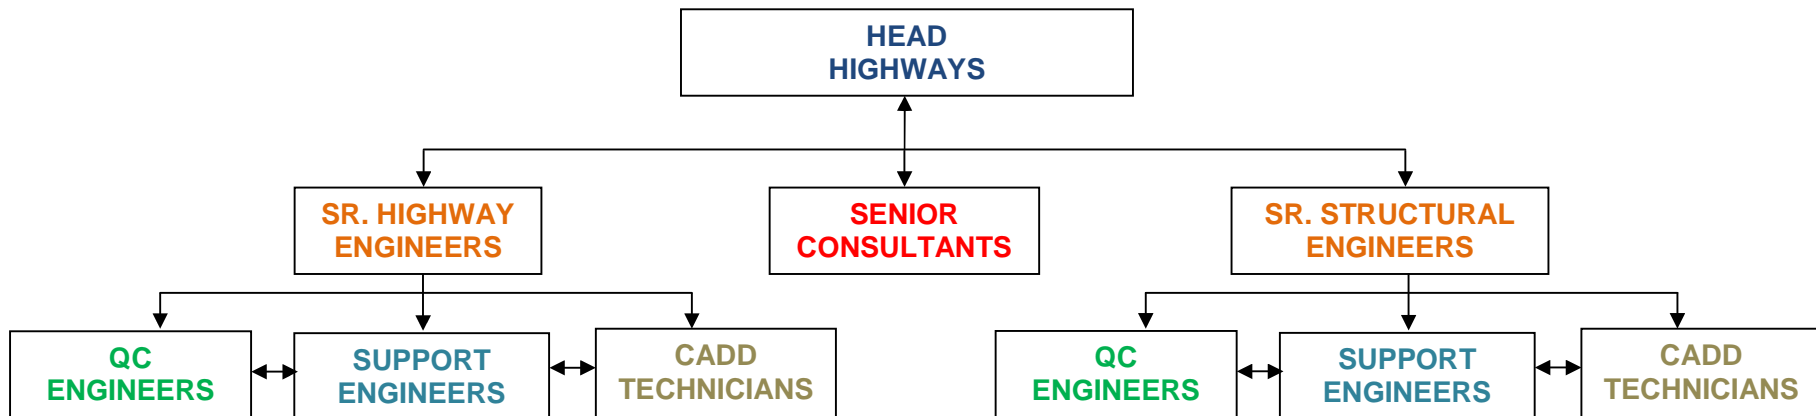 HEAD
HIGHWAYS
SR. HIGHWAY
ENGINEERS
SENIOR
CONSULTANTS
SR. STRUCTURAL
ENGINEERS
QC
ENGINEERS
SUPPORT
ENGINEERS
CADD
TECHNICIANS
QC
ENGINEERS
SUPPORT
ENGINEERS
CADD
TECHNICIANS